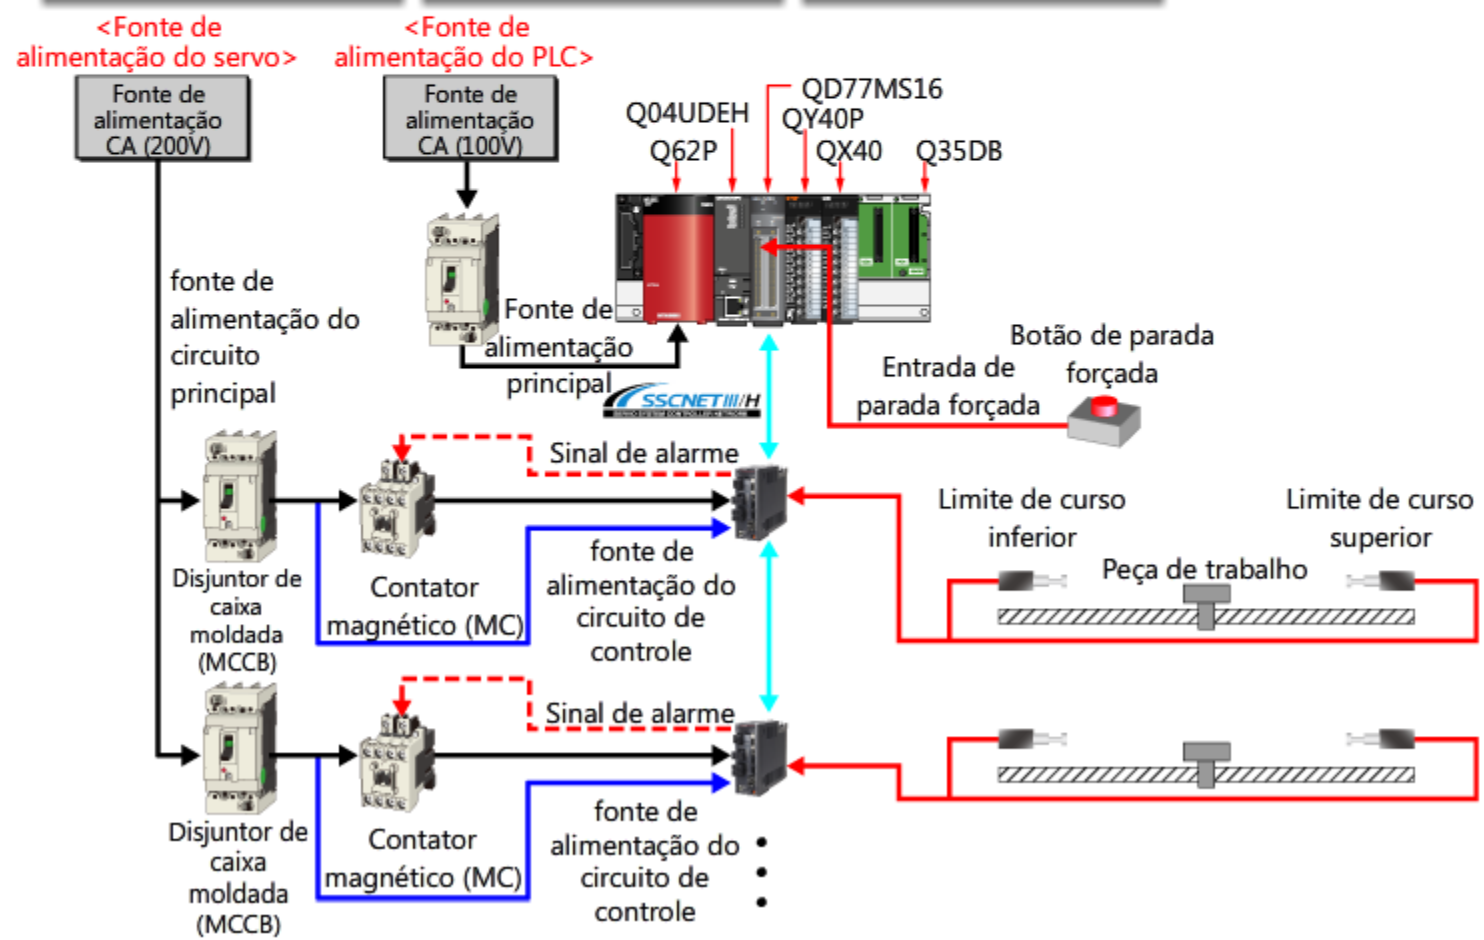 <Fonte de
alimentação do servo>
<Fonte de
alimentação do PLC>
Fonte de
alimentação
CA (200V)
Fonte de
alimentação
CA (100V)
QD77MS16
Q04UDEH
QY40P
Q62P
QX40
Q35DB
fonte de
alimentação do
circuito
principal
Fonte de
alimentação
principal
SSCNETIII/H
SERVO SYSTEM CONTROLLER NETWORK
Botão de parada
forçada
Entrada de
parada forçada
Sinal de alarme
Limite de curso
inferior
Limite de curso
superior
Peça de trabalho
Disjuntor de
caixa
moldada
(MCCB)
Contator
magnético (MC)
fonte de
alimentação do
circuito de
controle
Sinal de alarme
Disjuntor de
caixa
moldada
(MCCB)
Contator
magnético (MC)
fonte de
alimentação do
circuito de
controle